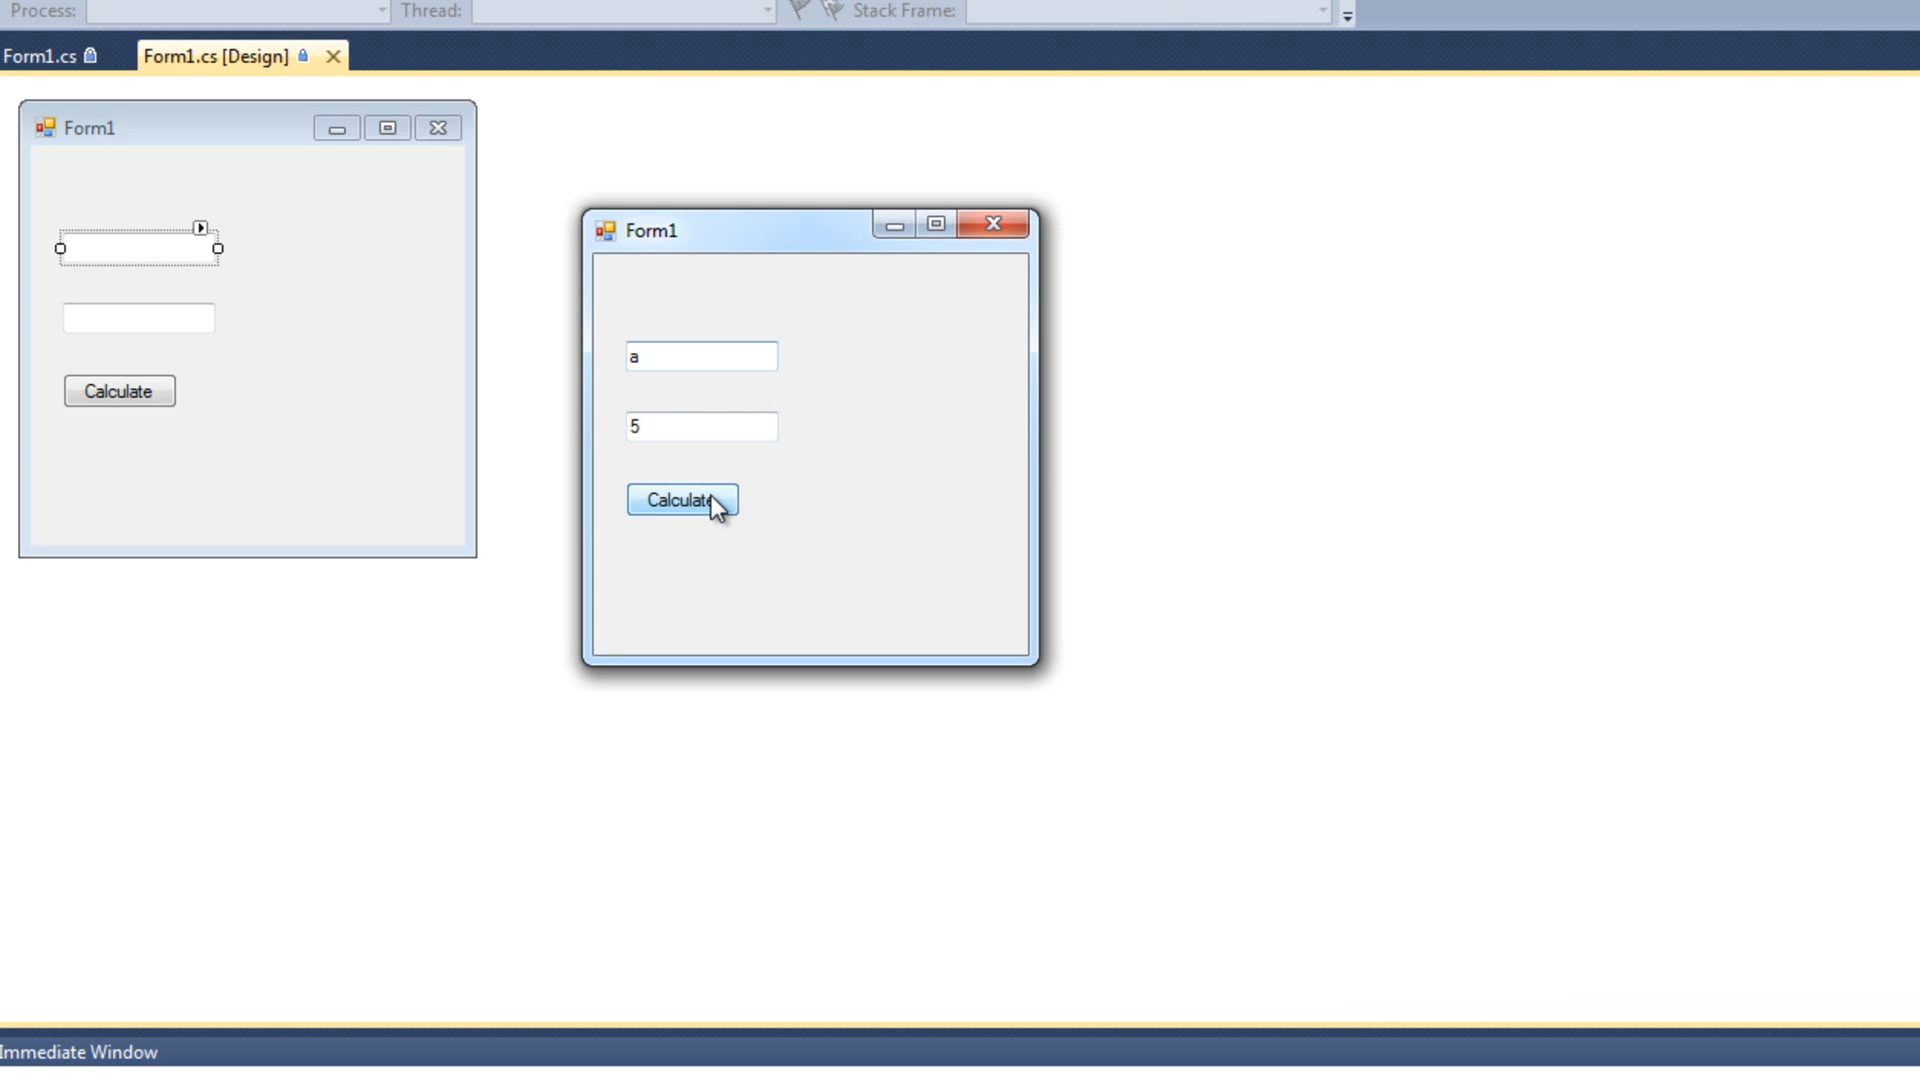 Process: Thread: Stack Frame:
Form1.cs Form1.cs [Design]
Form1
Calculate
Form1
a
5
Calculate
Immediate Window